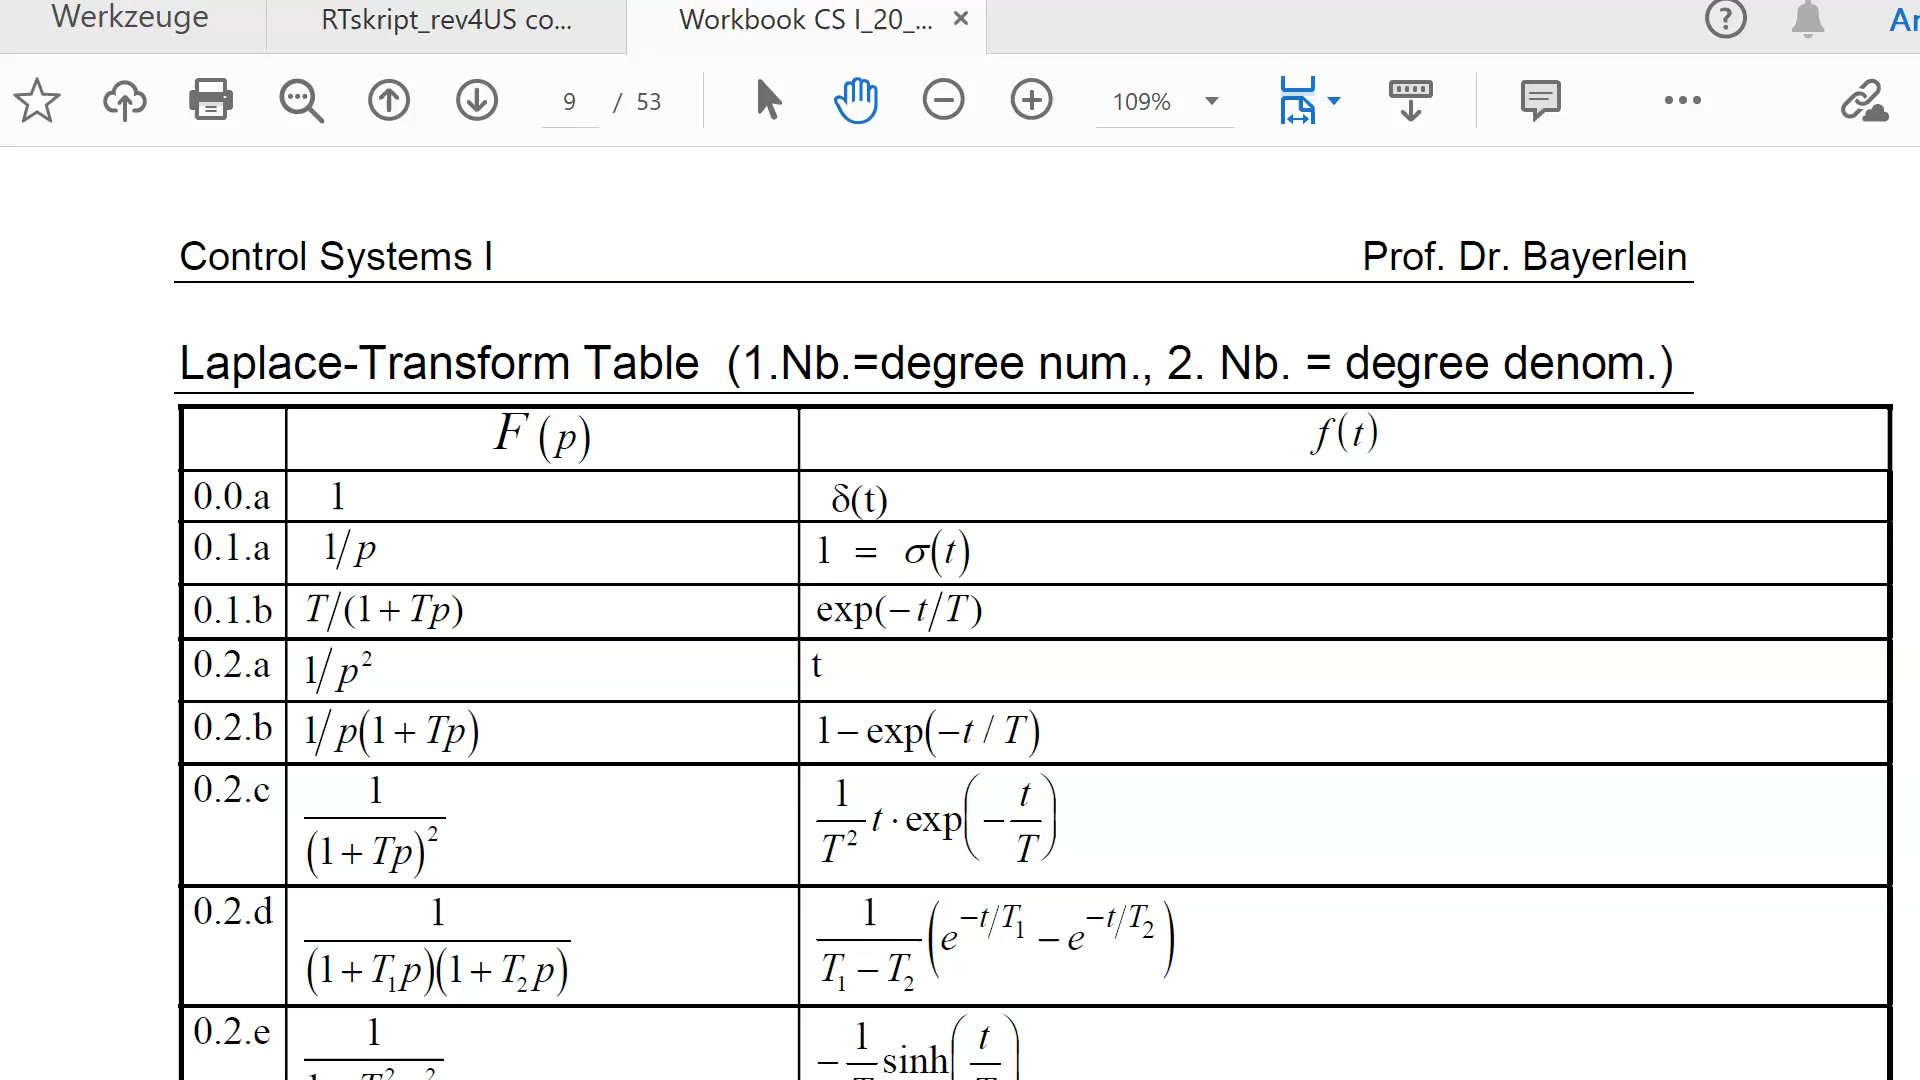 Werkzeuge RTskript_rev4US co... Workbook CS I_20_... × ? An
9 / 53 109%
Control Systems I Prof. Dr. Bayerlein
Laplace-Transform Table (1.Nb.=degree num., 2. Nb. = degree denom.)
F(p) f(t)
0.0.a 1 δ(t)
0.1.a 1/p 1 = σ(t)
0.1.b T/(1+Tp) exp(−t/T)
0.2.a 1/p² t
0.2.b 1/p(1+Tp) 1−exp(−t / T)
0.2.c 1/(1+Tp)² 1/T² t·exp(−t/T)
0.2.d 1/(1+T₁p)(1+T₂p) 1/(T₁−T₂) (e^(−t/T₁) − e^(−t/T₂))
0.2.e 1 −1 sinh(t